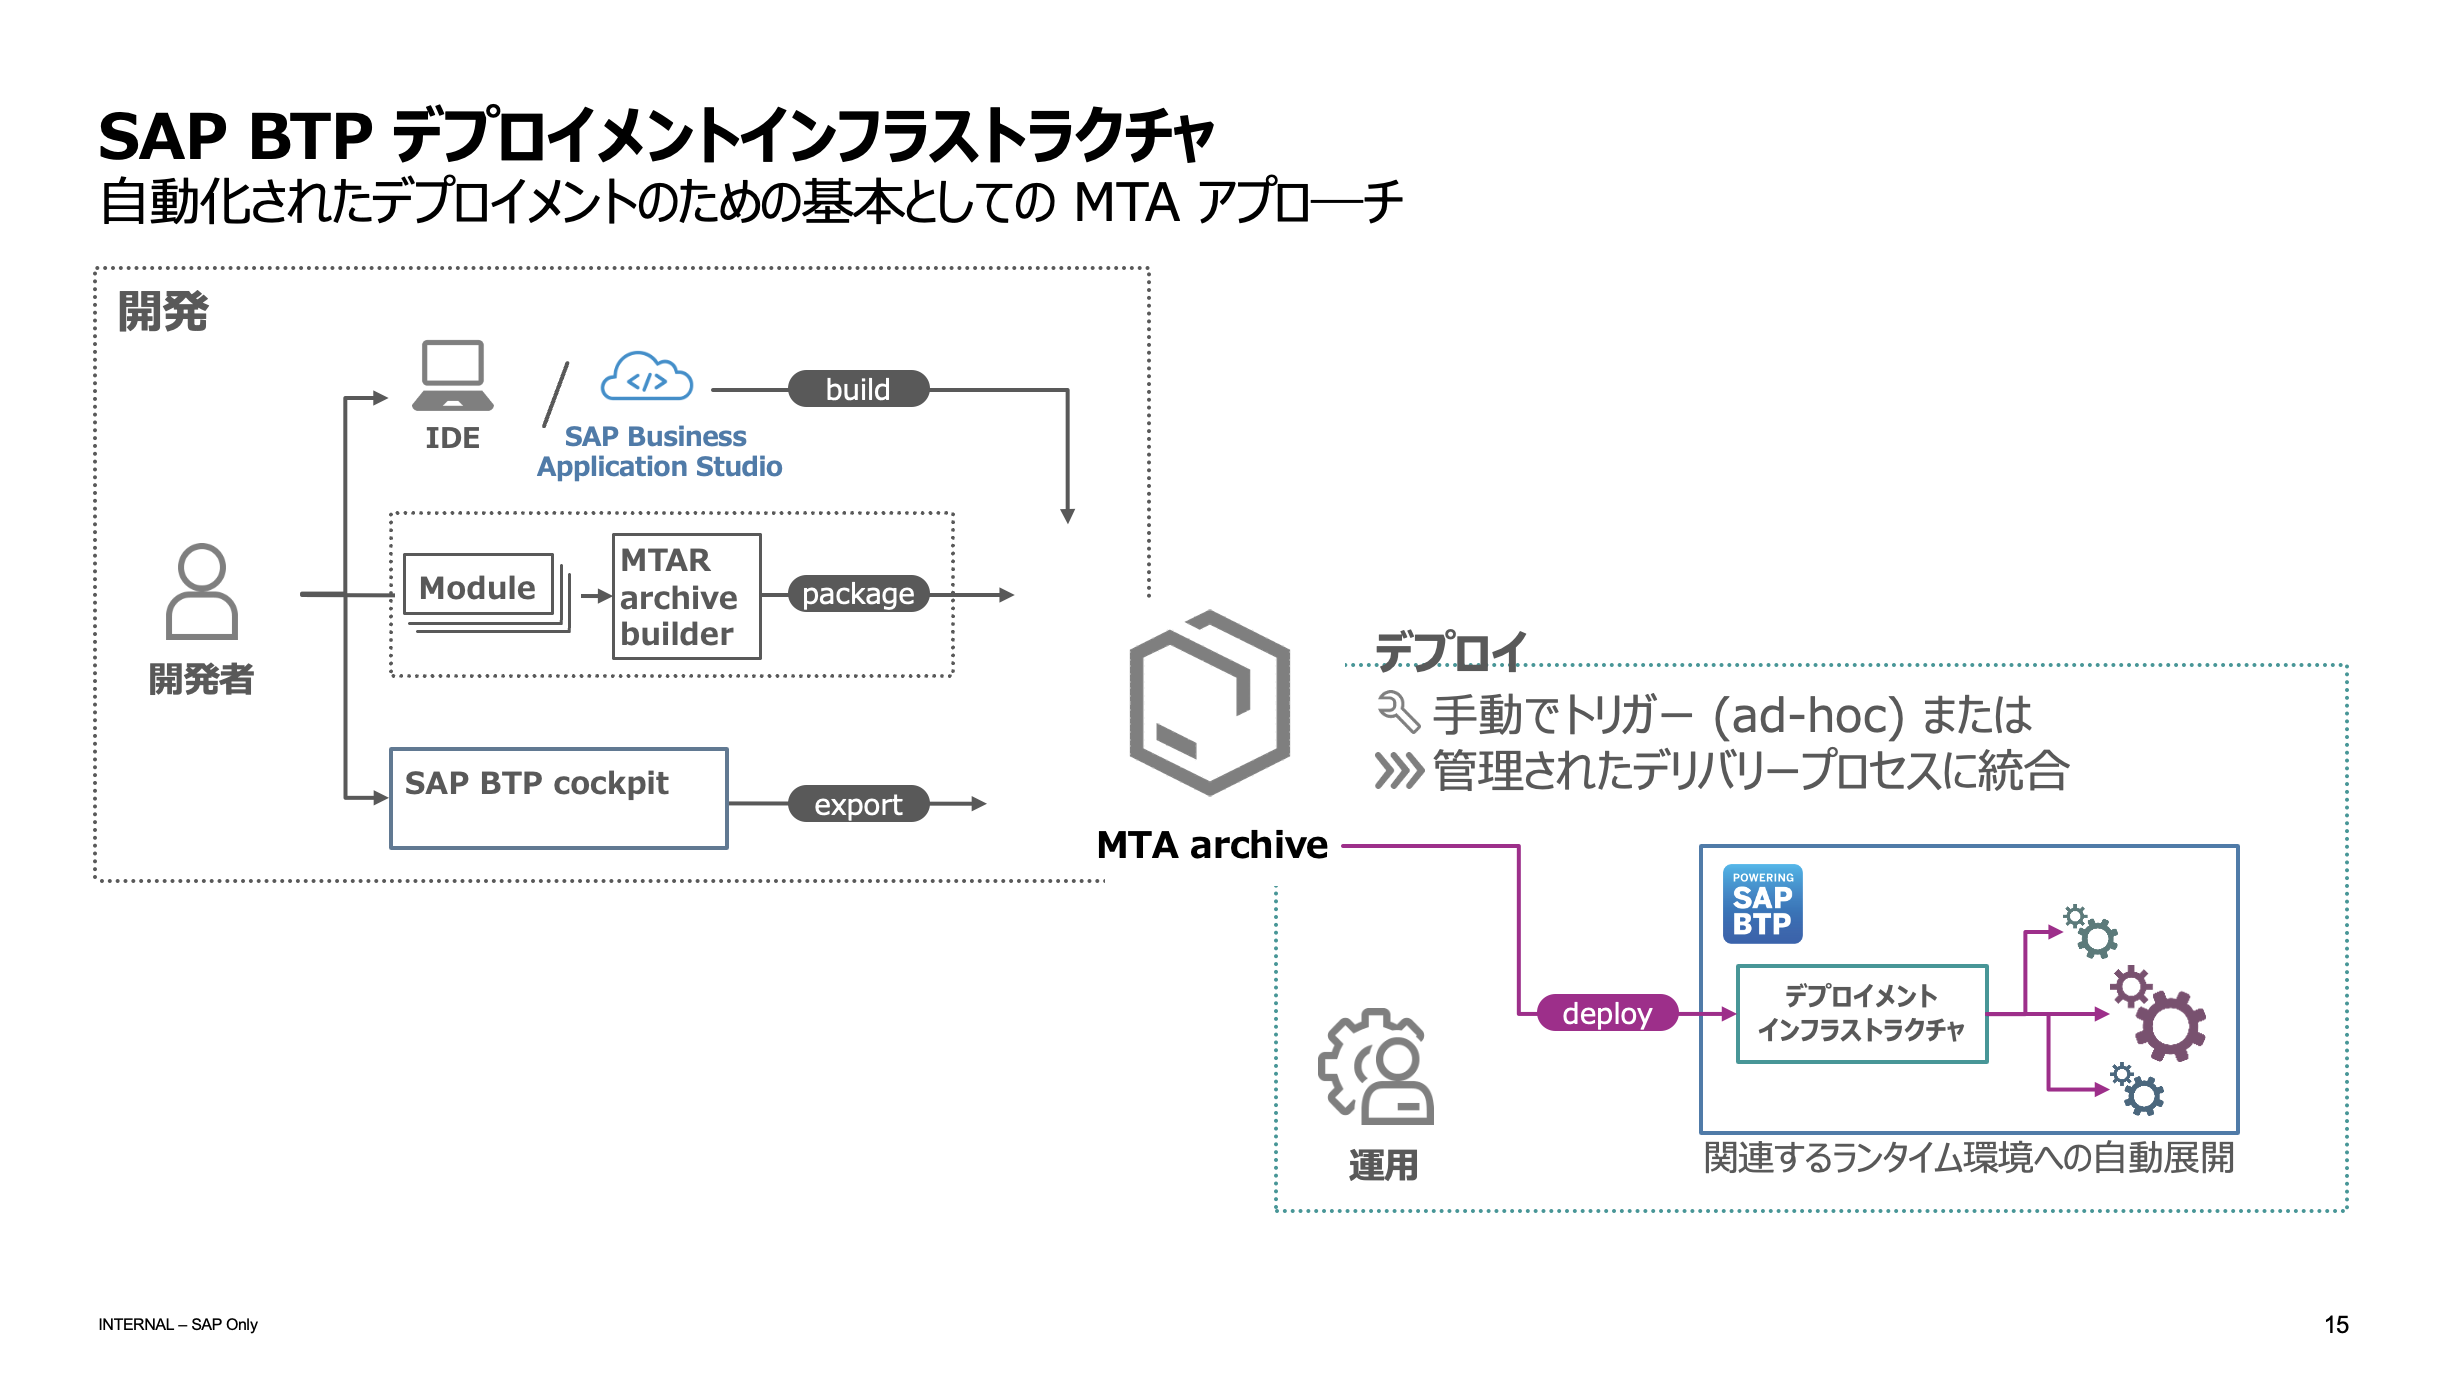 SAP BTP デプロイメントインフラストラクチャ
自動化されたデプロイメントのための基本としての MTA アプローチ
開発
IDE
SAP Business
Application Studio
build
Module
MTAR
archive
builder
package
開発者
SAP BTP cockpit
export
MTA archive
デプロイ
手動でトリガー (ad-hoc) または
管理されたデリバリープロセスに統合
POWERING
SAP
BTP
deploy
デプロイメント
インフラストラクチャ
運用
関連するランタイム環境への自動展開
INTERNAL – SAP Only
15